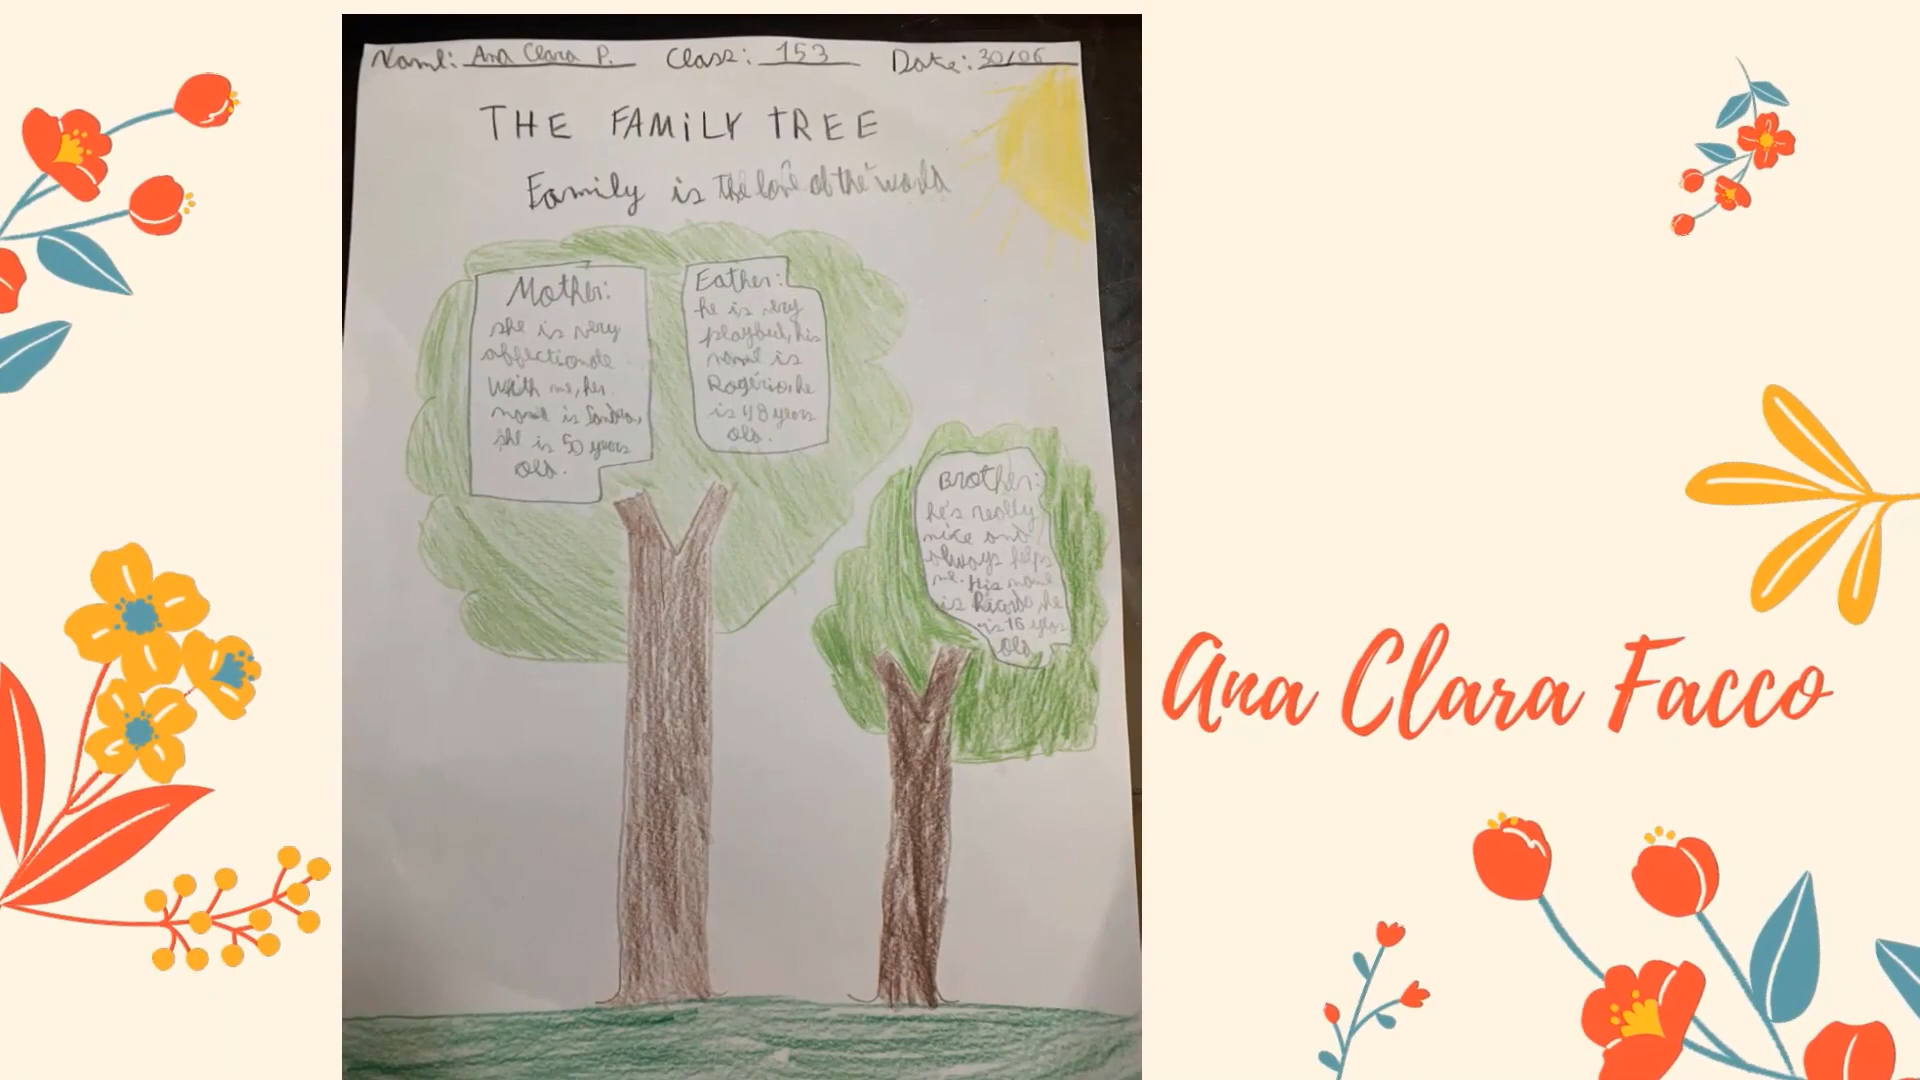 Name: Ana Clara P. Class: 153 Date: 30/06
THE FAMILY TREE
Family is the love of the world
Mother:
she is very
affectionate
with me, her
name is Sandra,
she is 50 years
old.
Father:
he is very
playful, his
name is
Rogério, he
is 48 years
old.
Brother:
he's really
nice and
always helps
me. His name
is Ricardo, he
is 16 years
old.
Ana Clara Facco